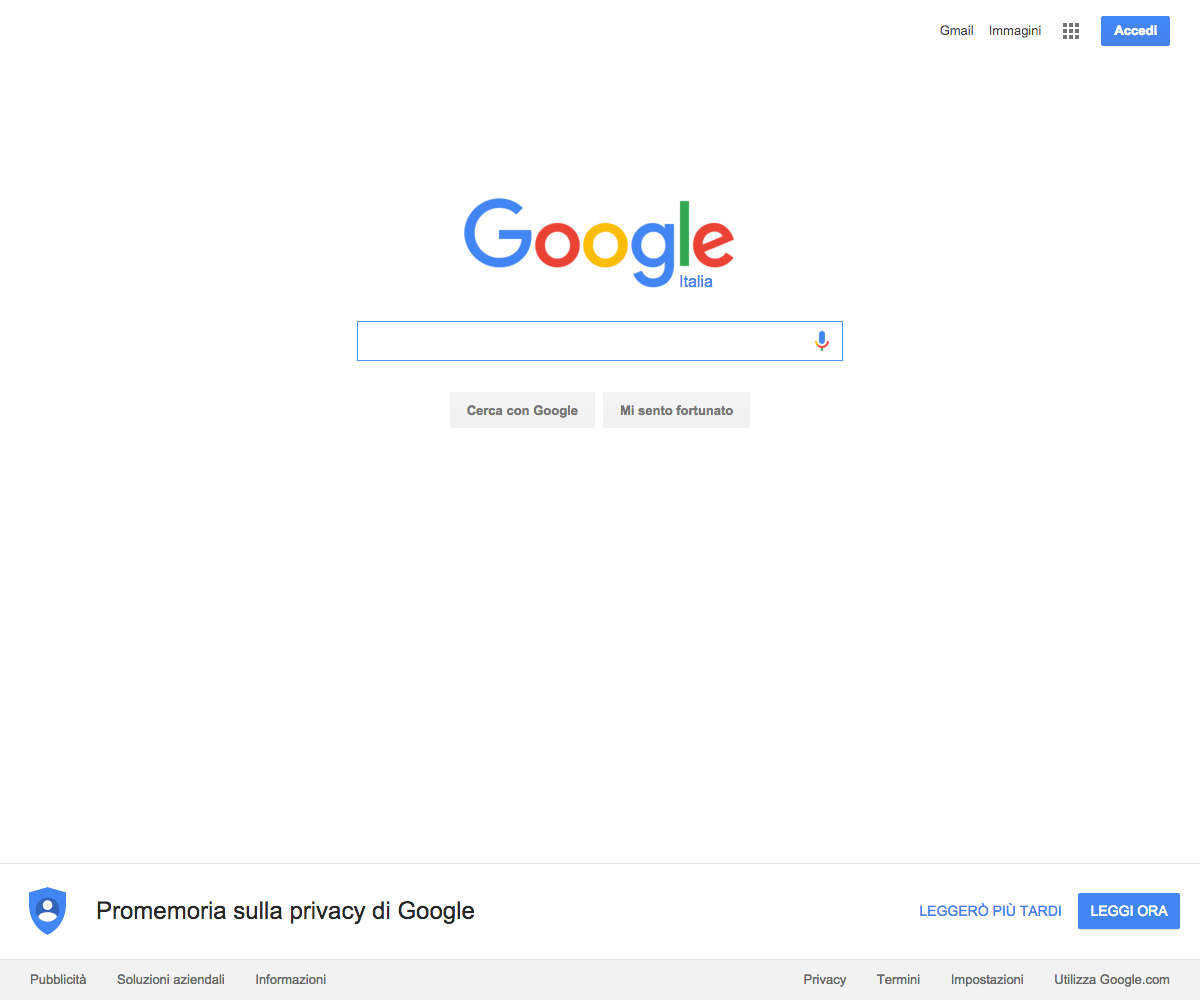 Gmail Immagini Accedi
Google
Italia
Cerca con Google Mi sento fortunato
Promemoria sulla privacy di Google LEGGERÒ PIÙ TARDI LEGGI ORA
Pubblicità Soluzioni aziendali Informazioni Privacy Termini Impostazioni Utilizza Google.com